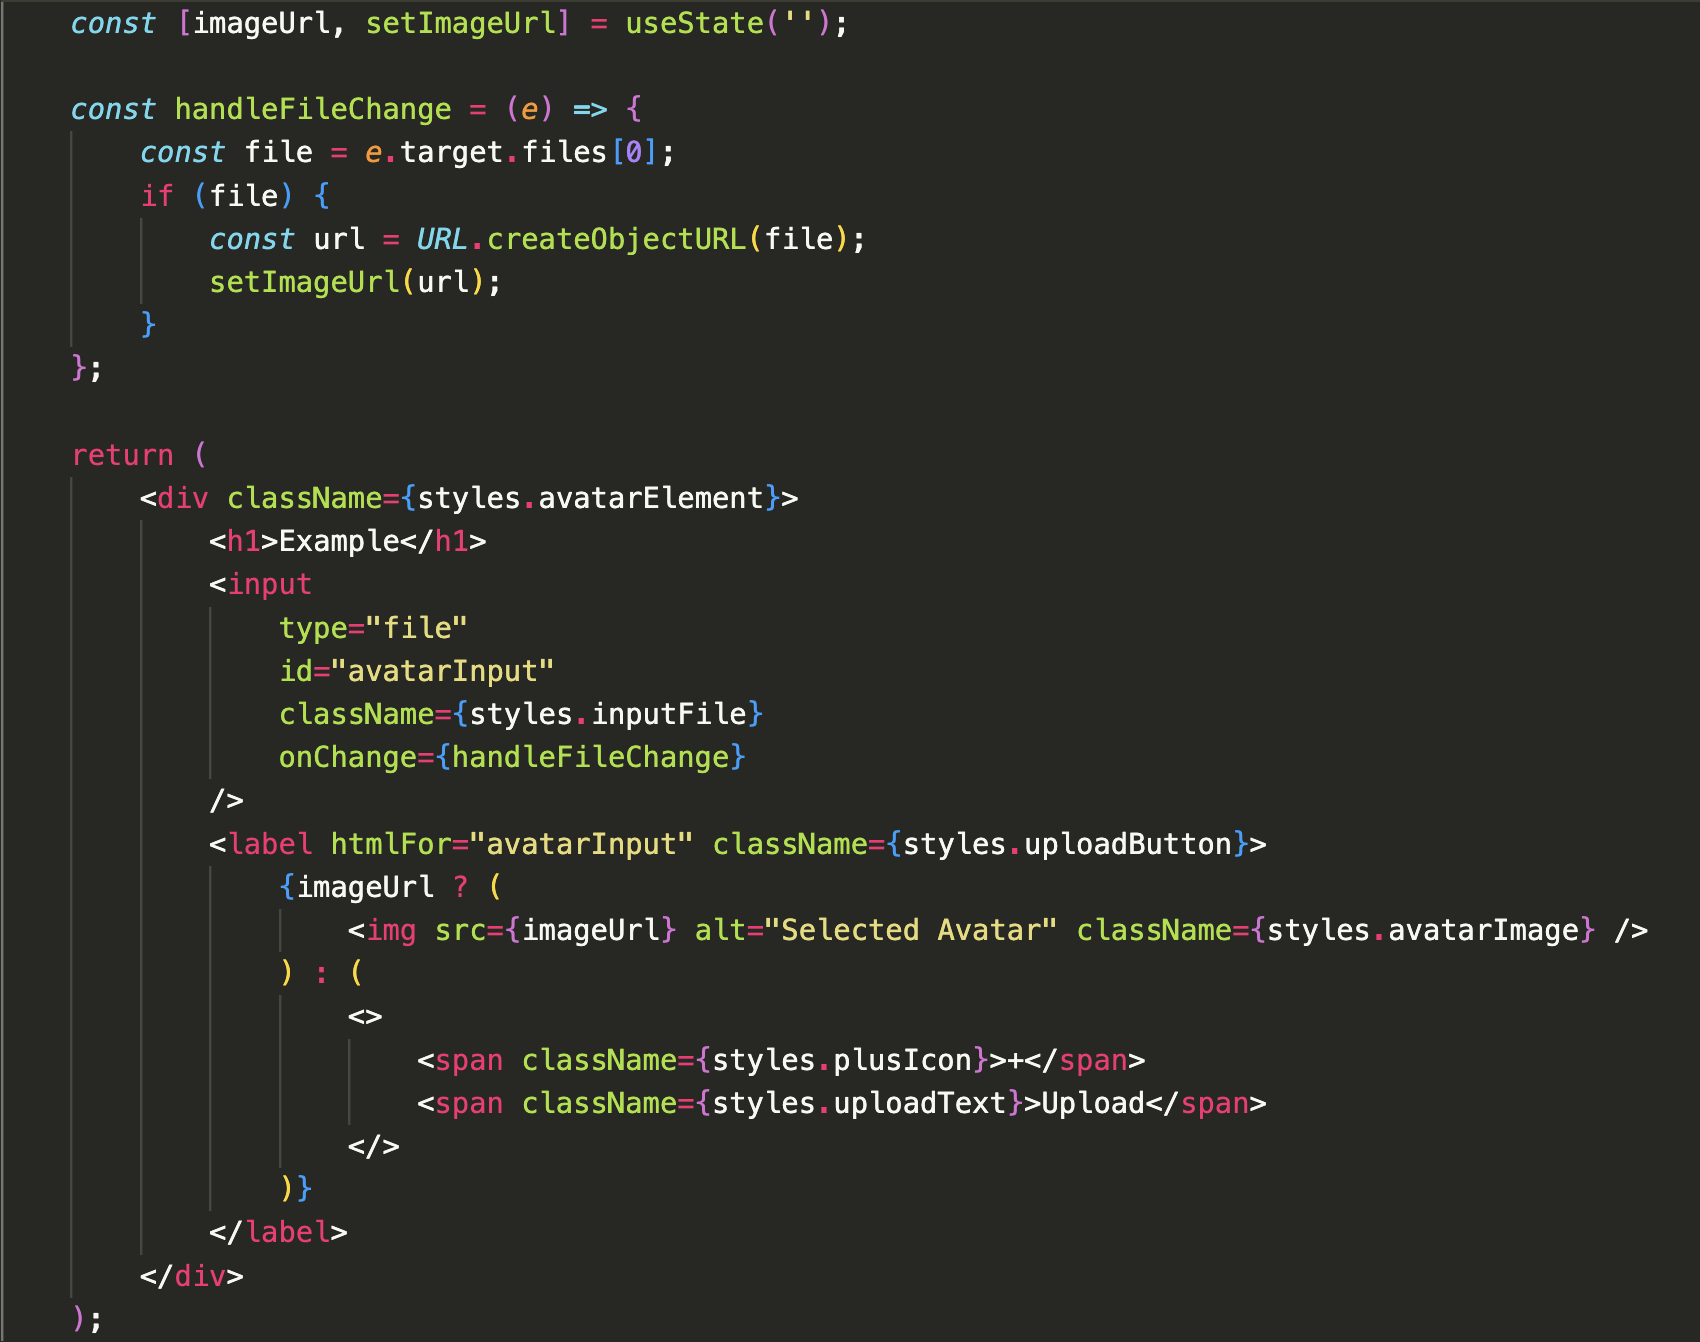 const [imageUrl, setImageUrl] = useState('');
const handleFileChange = (e) => {
const file = e.target.files[0];
if (file) {
const url = URL.createObjectURL(file);
setImageUrl(url);
}
};
return (
<div className={styles.avatarElement}>
<h1>Example</h1>
<input
type="file"
id="avatarInput"
className={styles.inputFile}
onChange={handleFileChange}
/>
<label htmlFor="avatarInput" className={styles.uploadButton}>
{imageUrl ? (
<img src={imageUrl} alt="Selected Avatar" className={styles.avatarImage} />
) : (
<>
<span className={styles.plusIcon}>+</span>
<span className={styles.uploadText}>Upload</span>
</>
)}
</label>
</div>
);